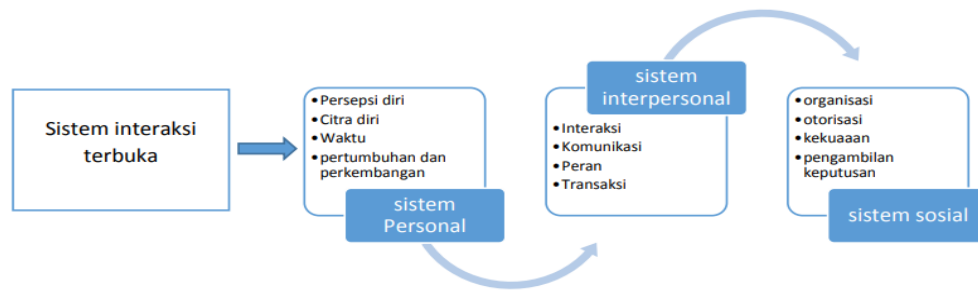 Sistem interaksi
terbuka
• Persepsi diri
• Citra diri
• Waktu
• pertumbuhan dan
perkembangan
sistem
Personal
sistem
interpersonal
• Interaksi
• Komunikasi
• Peran
• Transaksi
• organisasi
• otorisasi
• kekuaaan
• pengambilan
keputusan
sistem sosial